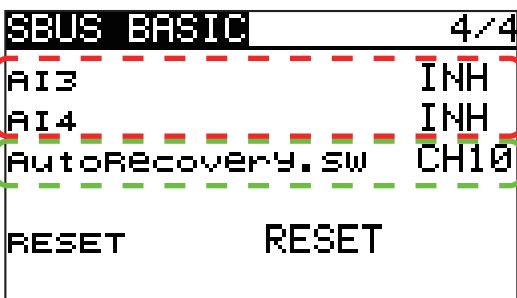 SBUS BASIC 4/4
AI3 INH
AI4 INH
AutoRecovery.SW CH10
RESET RESET